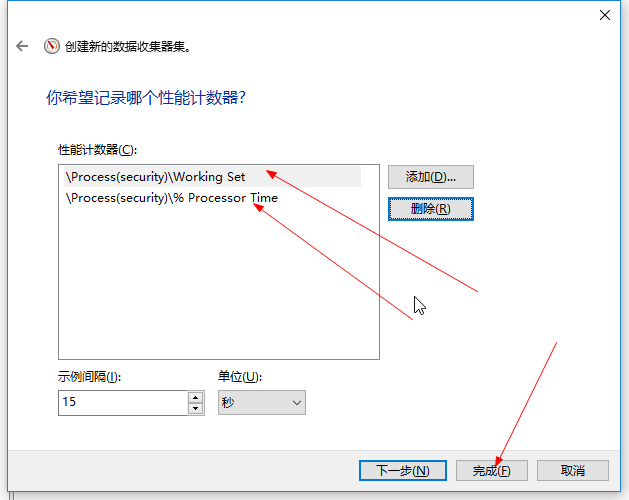 创建新的数据收集器集。
你希望记录哪个性能计数器?
性能计数器(C):
\Process(security)\Working Set
\Process(security)\% Processor Time
添加(D)...
删除(R)
示例间隔(I):
单位(U):
15
秒
下一步(N)
完成(F)
取消